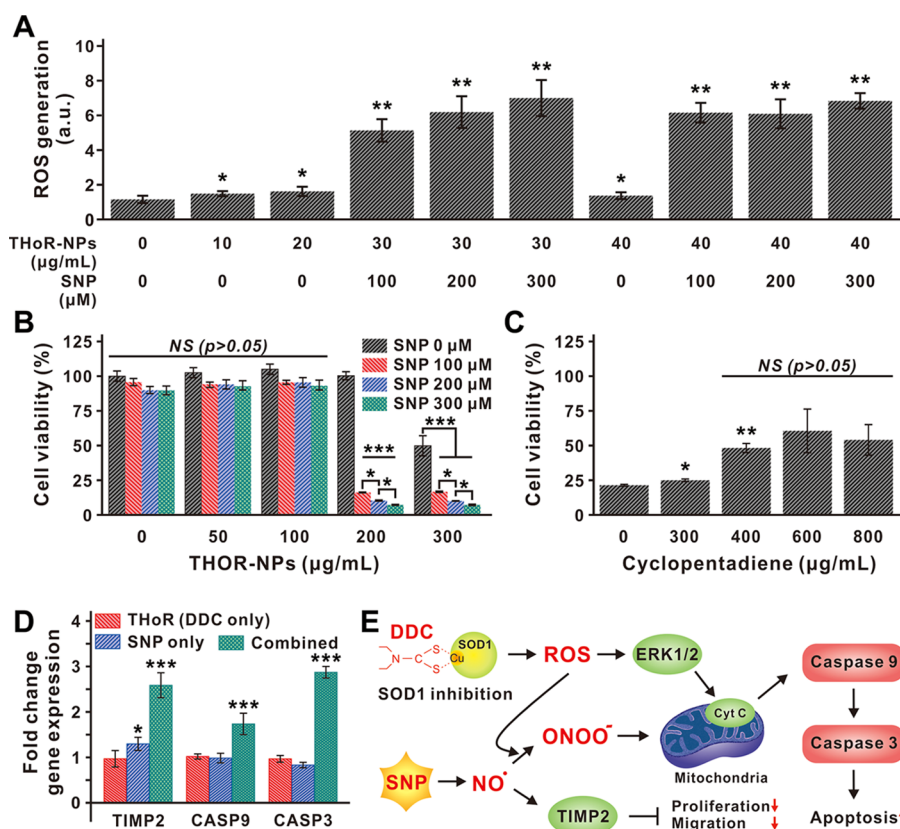 A
ROS generation
(a.u.)
10
8
6
4
2
0
* * ** ** ** * ** ** **
THoR-NPs
(µg/mL)
0 10 20 30 30 30 40 40 40 40
SNP
(µM)
0 0 0 100 200 300 0 100 200 300
B
Cell viability (%)
125
100
75
50
25
0
NS (p>0.05)
SNP 0 µM
SNP 100 µM
SNP 200 µM
SNP 300 µM
*** ***
* * * *
0 50 100 200 300
THOR-NPs (µg/mL)
C
Cell viability (%)
125
100
75
50
25
0
NS (p>0.05)
* **
0 300 400 600 800
Cyclopentadiene (µg/mL)
D
Fold change
gene expression
4
3
2
1
0
THoR (DDC only)
SNP only Combined
* *** *** ***
TIMP2 CASP9 CASP3
E
DDC
N C S S Cu
SOD1
SOD1 inhibition
ROS
ERK1/2
Cyt C
Mitochondria
ONOO-
SNP
NO•
TIMP2
Proliferation↓
Migration ↓
Caspase 9
Caspase 3
Apoptosis